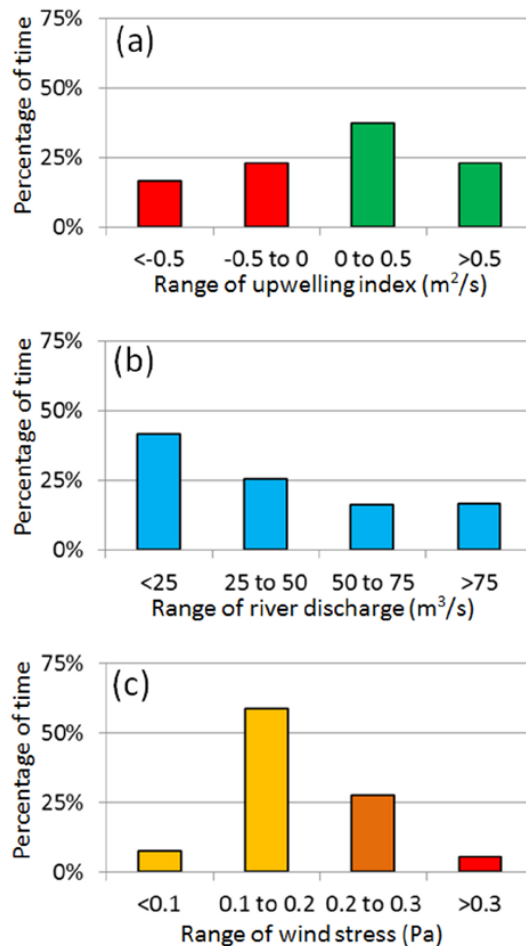 (a)
Percentage of time
75%
50%
25%
0%
<-0.5 -0.5 to 0 0 to 0.5 >0.5
Range of upwelling index (m²/s)
(b)
Percentage of time
75%
50%
25%
0%
<25 25 to 50 50 to 75 >75
Range of river discharge (m³/s)
(c)
Percentage of time
75%
50%
25%
0%
<0.1 0.1 to 0.2 0.2 to 0.3 >0.3
Range of wind stress (Pa)